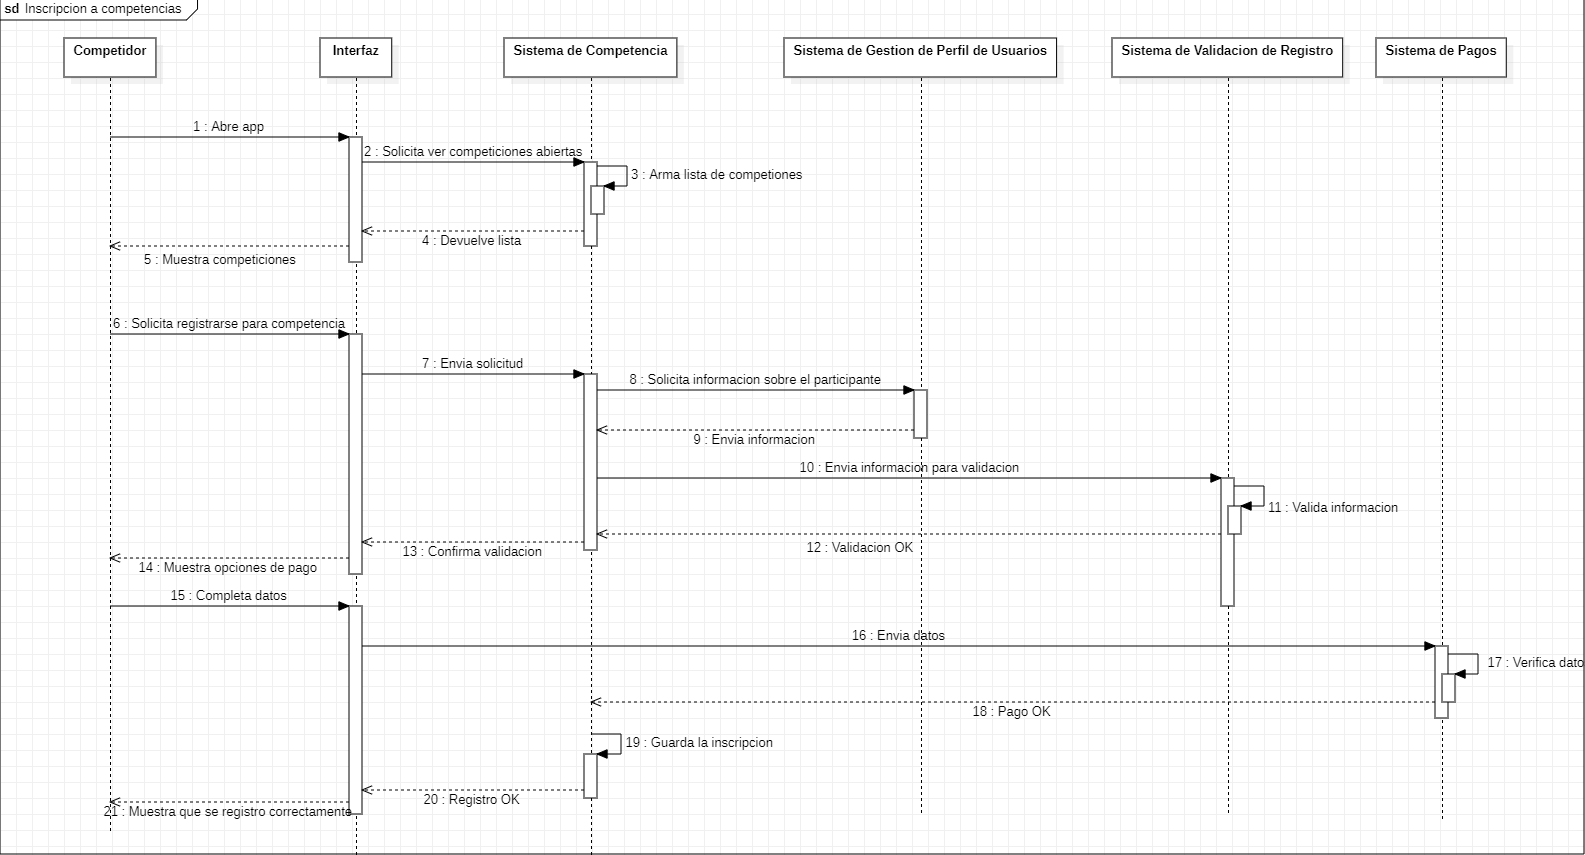 sd Inscripcion a competencias
Competidor
Interfaz
Sistema de Competencia
Sistema de Gestion de Perfil de Usuarios
Sistema de Validacion de Registro
Sistema de Pagos
1 : Abre app
2 : Solicita ver competiciones abiertas
3 : Arma lista de competiones
4 : Devuelve lista
5 : Muestra competiciones
6 : Solicita registrarse para competencia
7 : Envia solicitud
8 : Solicita informacion sobre el participante
9 : Envia informacion
10 : Envia informacion para validacion
11 : Valida informacion
12 : Validacion OK
13 : Confirma validacion
14 : Muestra opciones de pago
15 : Completa datos
16 : Envia datos
17 : Verifica dato
18 : Pago OK
19 : Guarda la inscripcion
20 : Registro OK
21 : Muestra que se registro correctamente